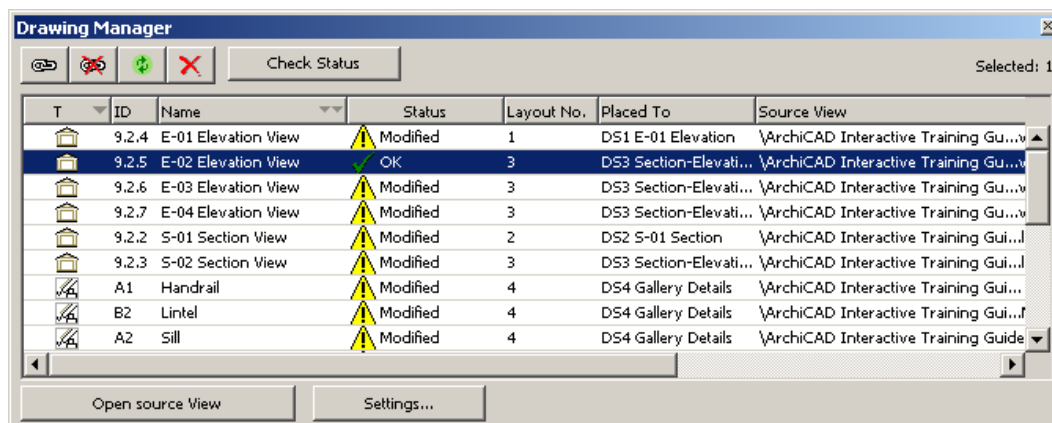 Drawing Manager
Check Status
Selected: 1
T ID Name Status Layout No. Placed To Source View
9.2.4 E-01 Elevation View Modified 1 DS1 E-01 Elevation \ArchiCAD Interactive Training Gu...v
9.2.5 E-02 Elevation View OK 3 DS3 Section-Elevati... \ArchiCAD Interactive Training Gu...v
9.2.6 E-03 Elevation View Modified 3 DS3 Section-Elevati... \ArchiCAD Interactive Training Gu...v
9.2.7 E-04 Elevation View Modified 3 DS3 Section-Elevati... \ArchiCAD Interactive Training Gu...v
9.2.2 S-01 Section View Modified 2 DS2 S-01 Section \ArchiCAD Interactive Training Gui...l
9.2.3 S-02 Section View Modified 3 DS3 Section-Elevati... \ArchiCAD Interactive Training Gui...l
A1 Handrail Modified 4 DS4 Gallery Details \ArchiCAD Interactive Training Gui...
B2 Lintel Modified 4 DS4 Gallery Details \ArchiCAD Interactive Training Gui...
A2 Sill Modified 4 DS4 Gallery Details \ArchiCAD Interactive Training Guide
Open source View
Settings...